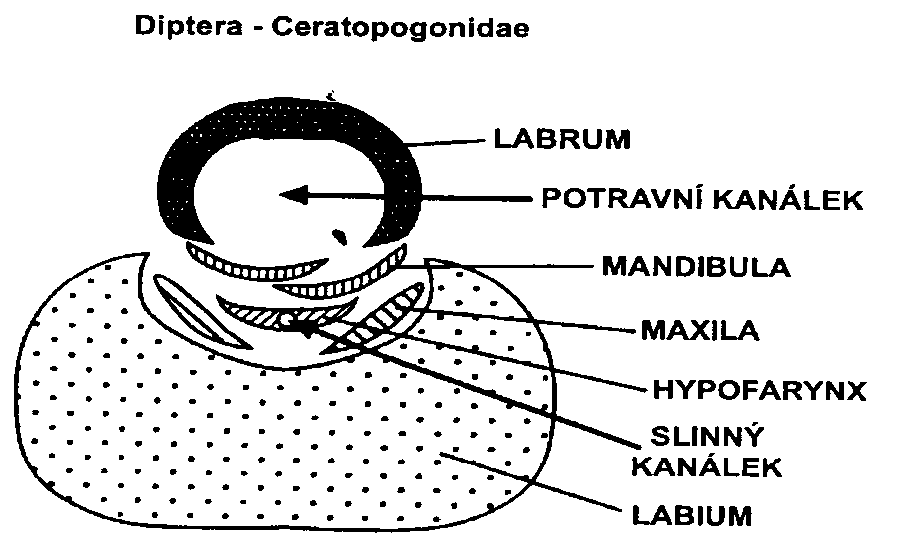 Diptera - Ceratopogonidae
LABRUM
POTRAVNÍ KANÁLEK
MANDIBULA
MAXILA
HYPOFARYNX
SLINNÝ
KANÁLEK
LABIUM